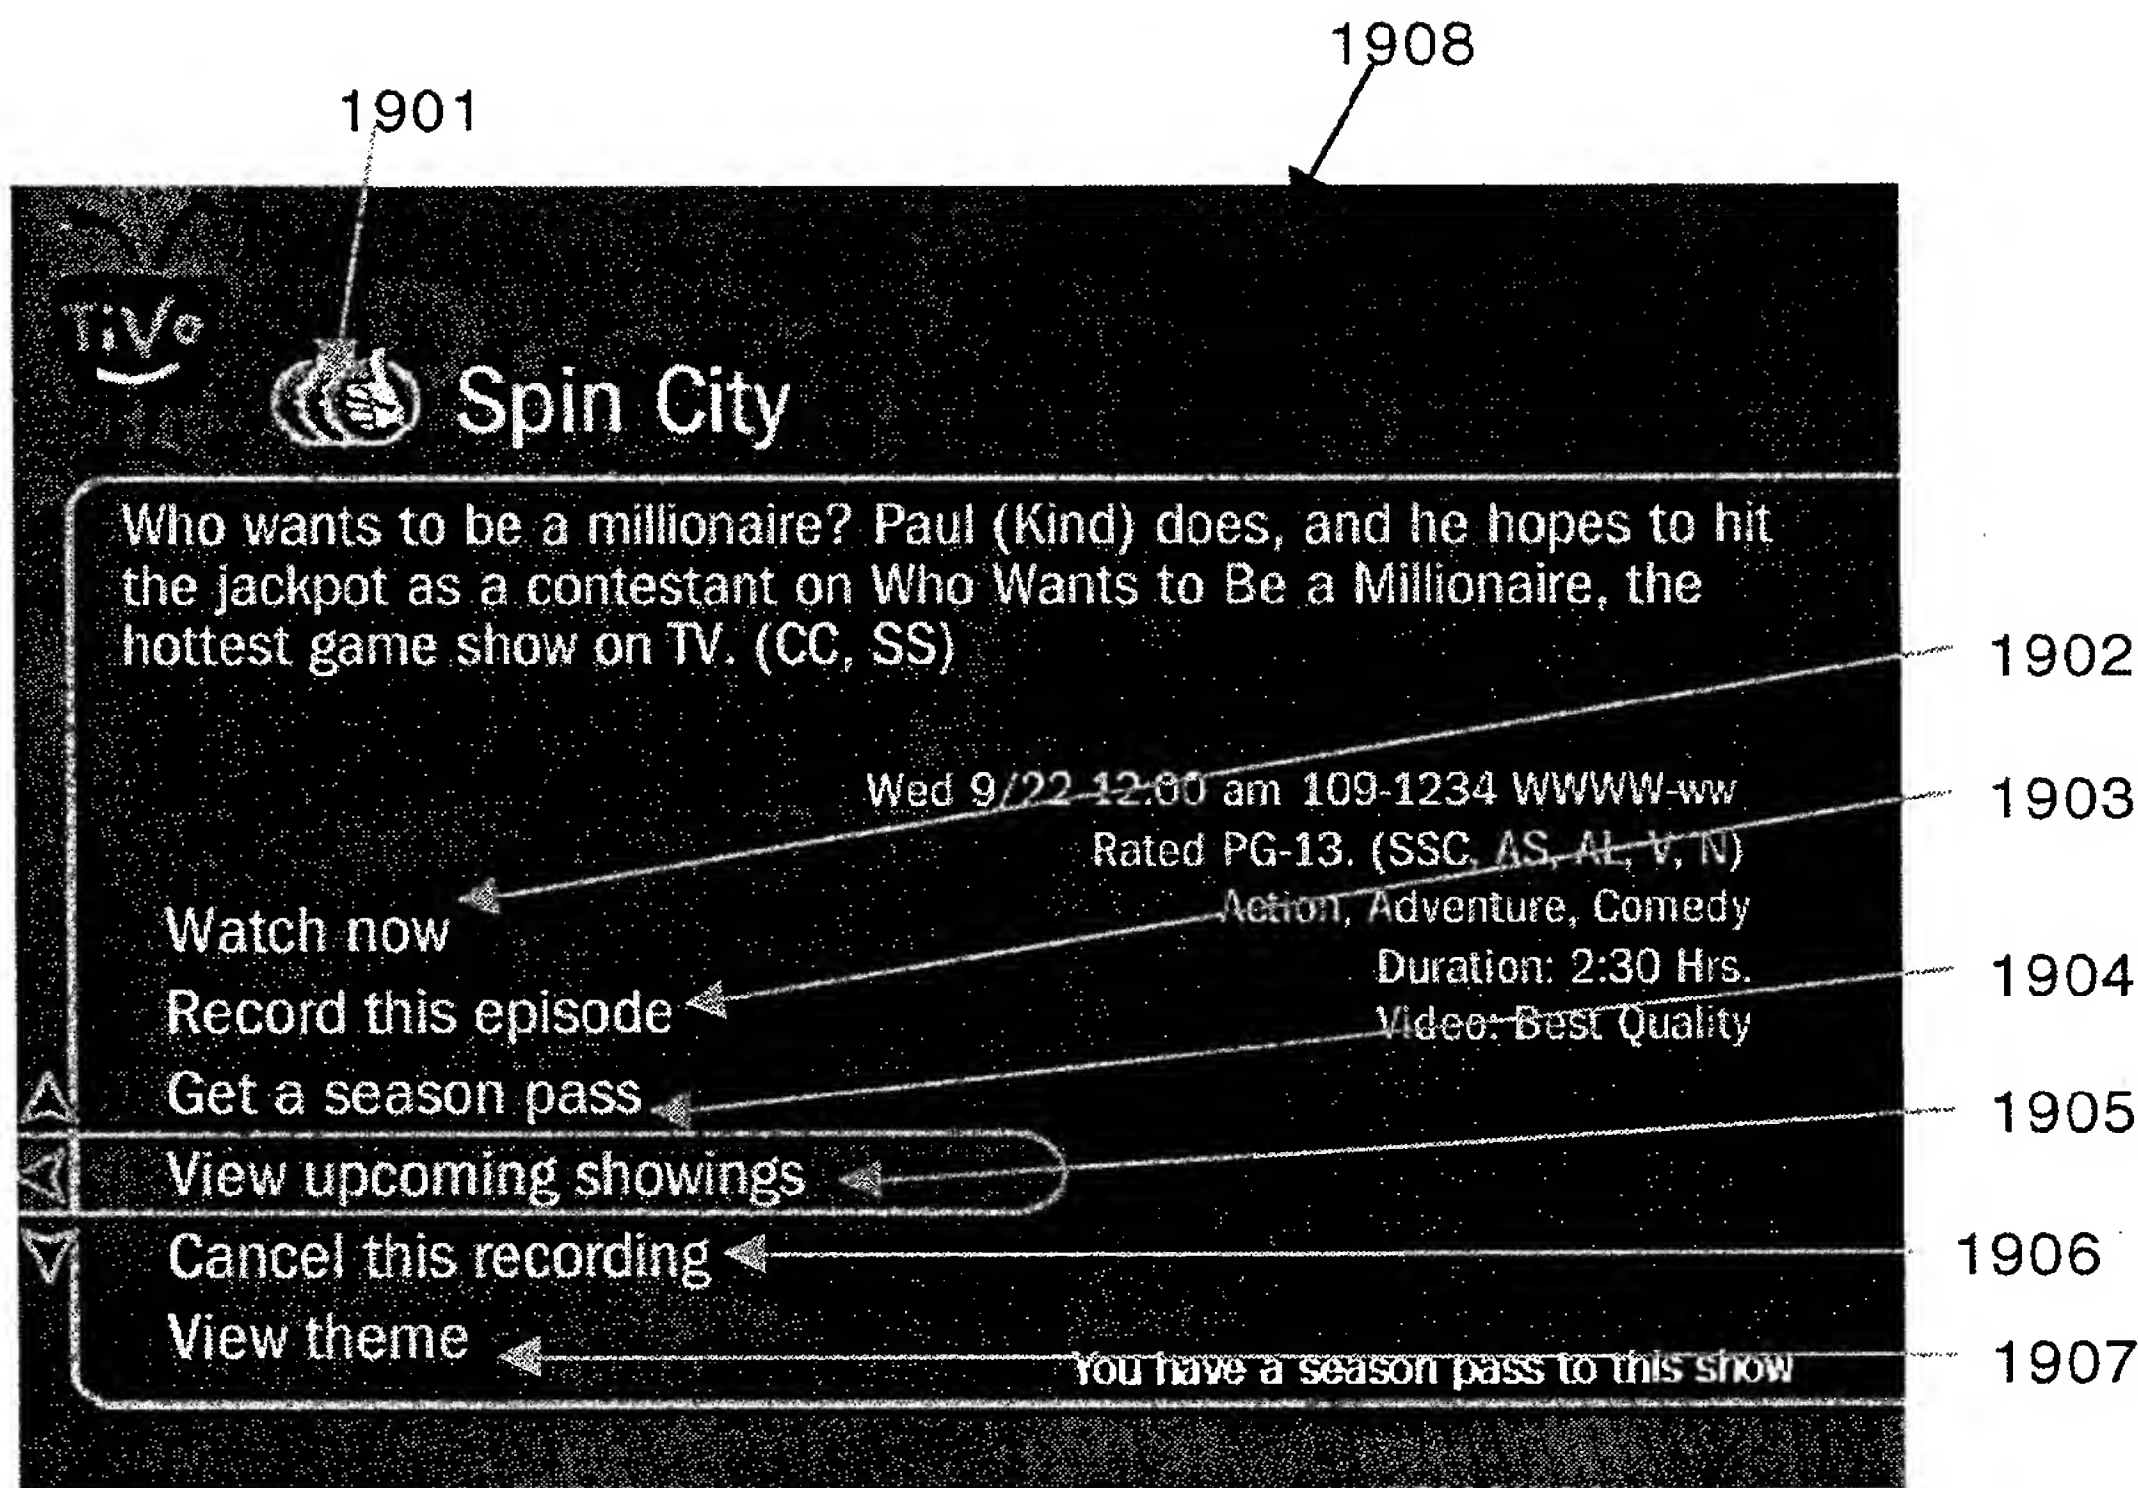 1908
1901
TiVo
Spin City
Who wants to be a millionaire? Paul (Kind) does, and he hopes to hit
the jackpot as a contestant on Who Wants to Be a Millionaire, the
hottest game show on TV. (CC, SS)
1902
Wed 9/22 12:00 am 109-1234 WWWW-ww
1903
Rated PG-13. (SSC, AS, AL, V, N)
Action, Adventure, Comedy
Watch now
Duration: 2:30 Hrs.
1904
Record this episode
Video: Best Quality
Get a season pass
1905
View upcoming showings
Cancel this recording
1906
View theme
You have a season pass to this show
1907